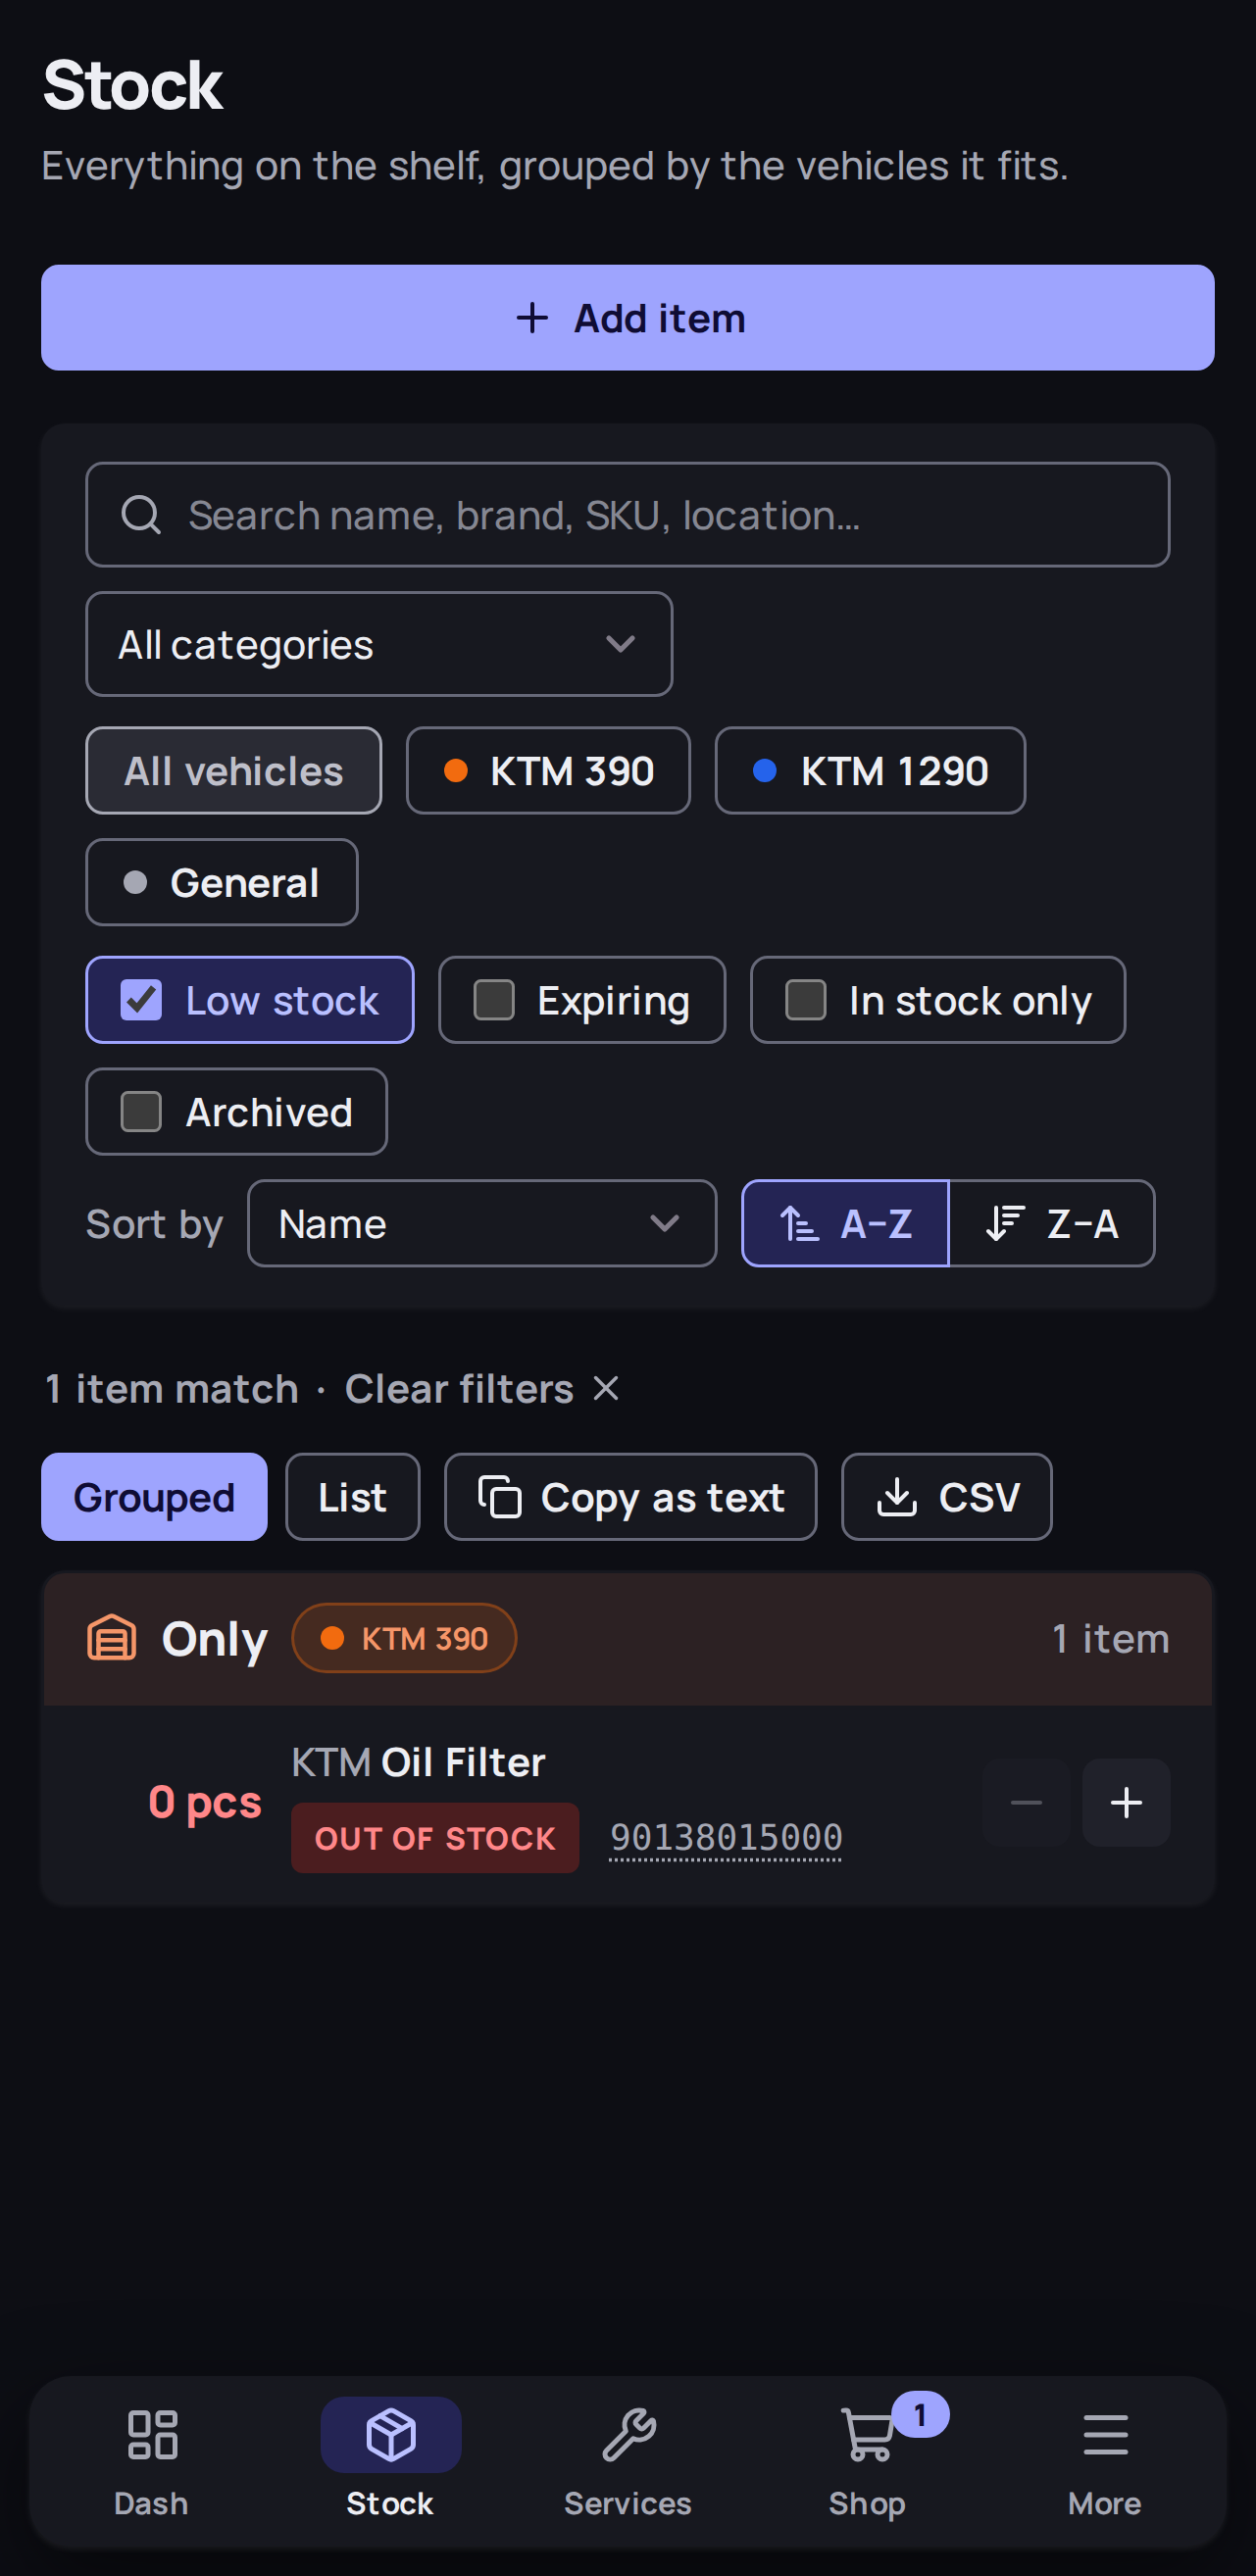 Stock
Everything on the shelf, grouped by the vehicles it fits.
Add item
Search name, brand, SKU, location...
All categories
All vehicles KTM 390 KTM 1290
General
Low stock Expiring In stock only
Archived
Sort by Name A–Z Z–A
1 item match · Clear filters
Grouped List Copy as text CSV
Only KTM 390 1 item
KTM Oil Filter
0 pcs
OUT OF STOCK 90138015000
1
Dash Stock Services Shop More